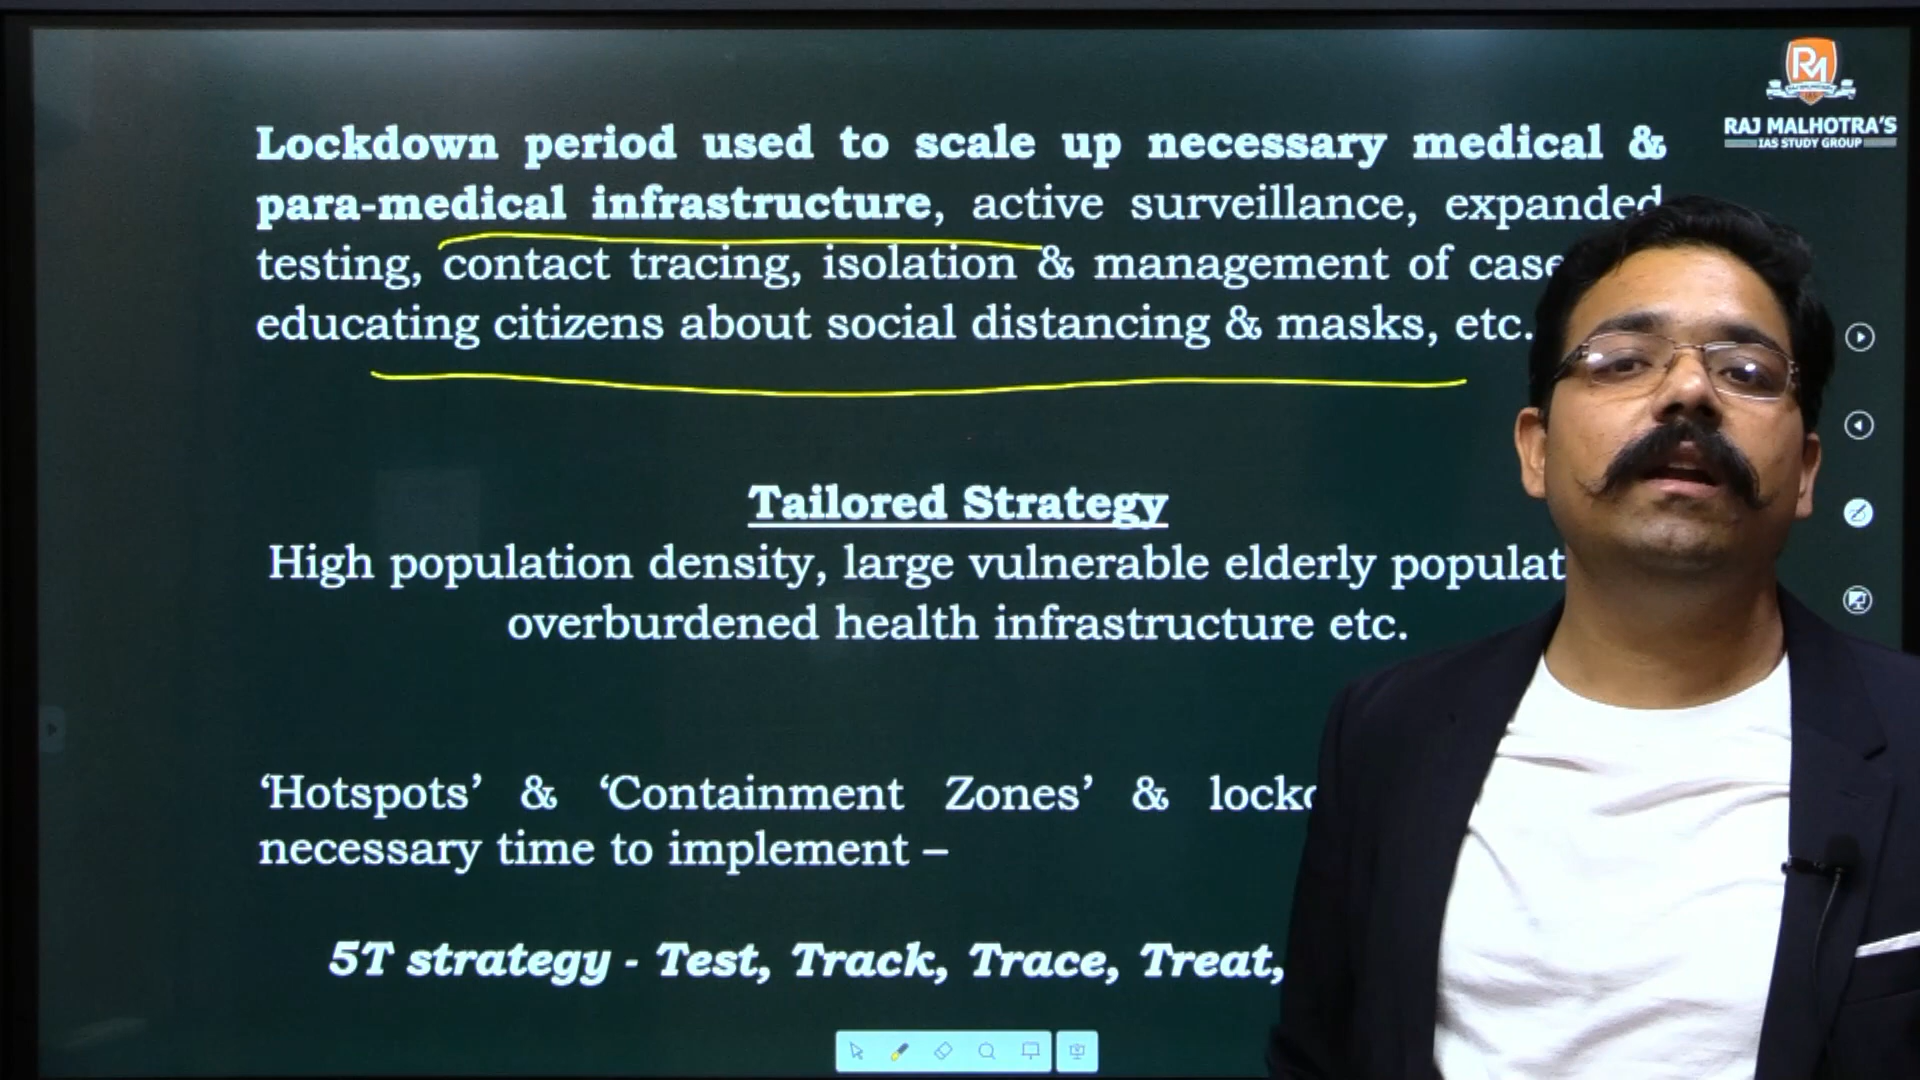 RAJ MALHOTRA'S
IAS STUDY GROUP
Lockdown period used to scale up necessary medical &
para-medical infrastructure, active surveillance, expanded
testing, contact tracing, isolation & management of
educating citizens about social distancing & masks, etc.
Tailored Strategy
High population density, large vulnerable elderly
overburdened health infrastructure etc.
‘Hotspots’ & ‘Containment Zones’ &
necessary time to implement –
5T strategy - Test, Track, Trace, Treat,